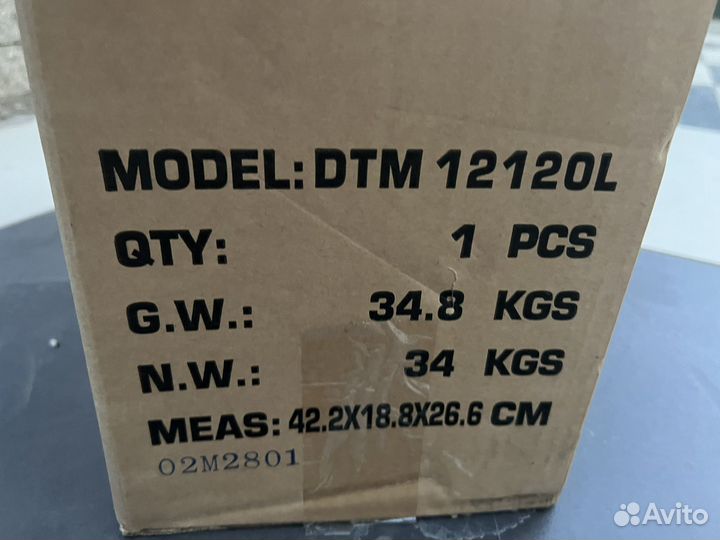 MODEL: DTM 12120L
QTY: 1 PCS
G.W.: 34.8 KGS
N.W.: 34 KGS
MEAS: 42.2X18.8X26.6 CM
02M2801
Avito